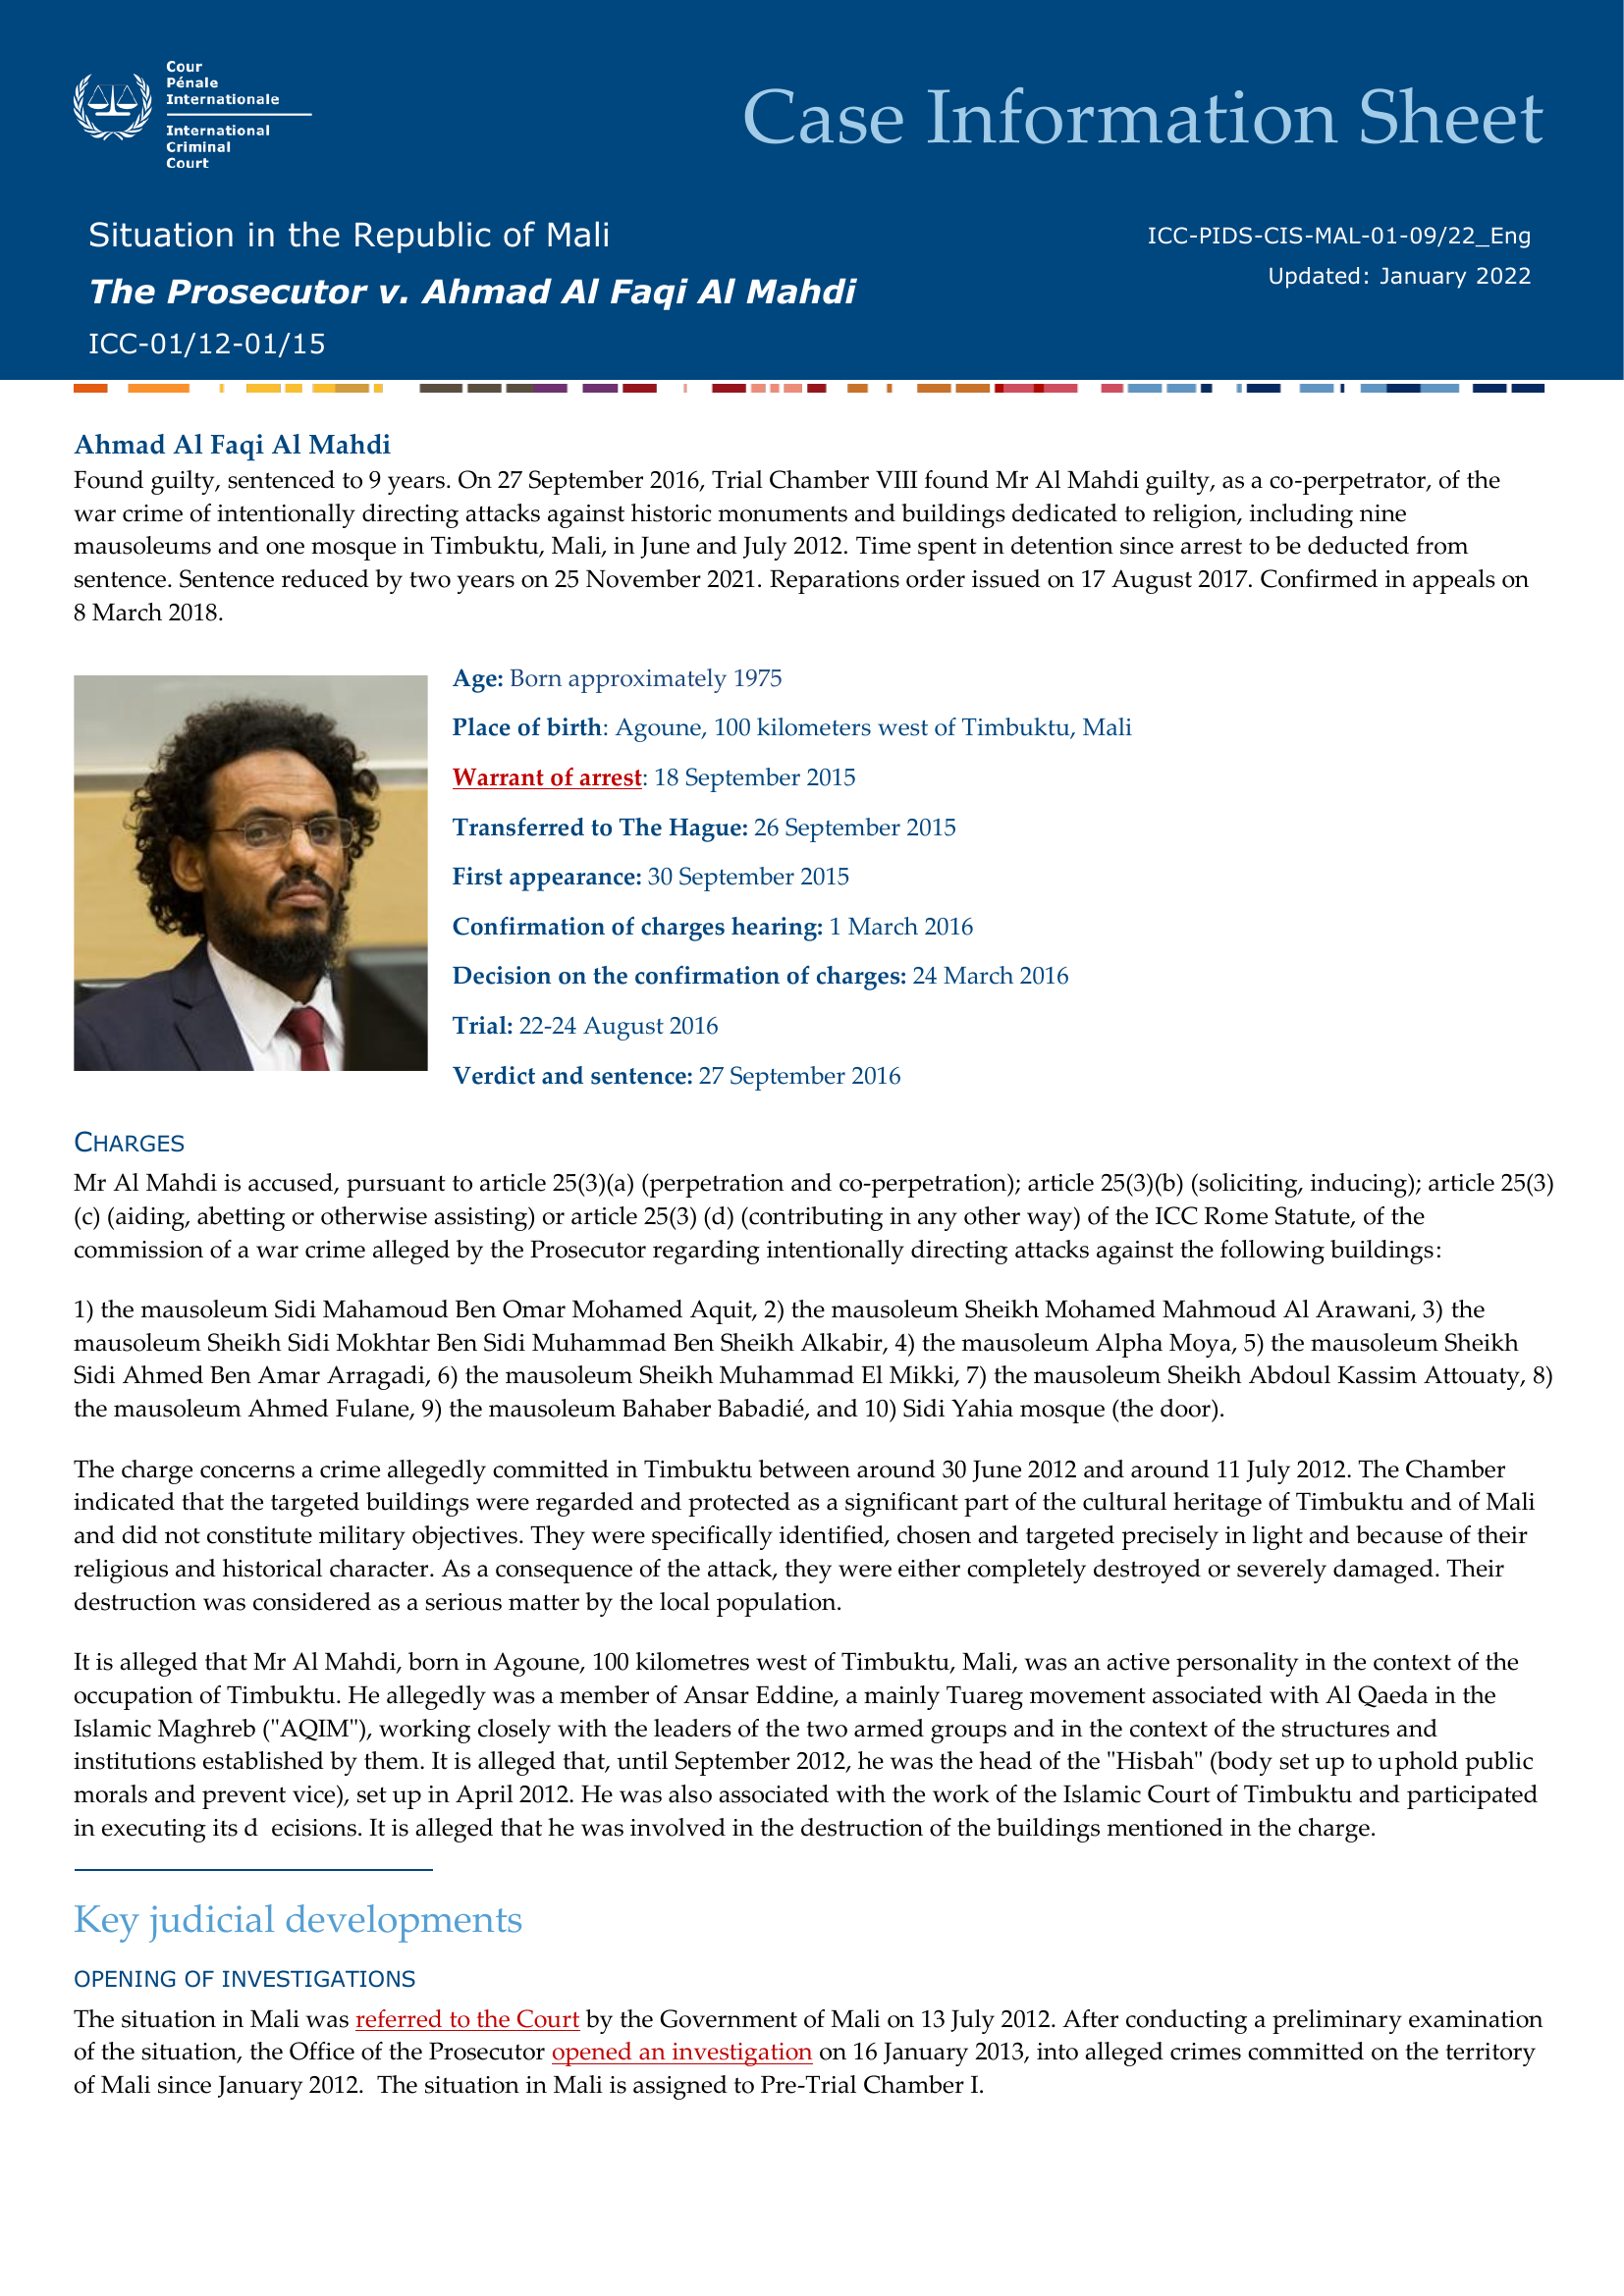 Cour
Pénale
Internationale
International
Criminal
Court
Case Information Sheet
Situation in the Republic of Mali
The Prosecutor v. Ahmad Al Faqi Al Mahdi
ICC-01/12-01/15
ICC-PIDS-CIS-MAL-01-09/22_Eng
Updated: January 2022
Ahmad Al Faqi Al Mahdi
Found guilty, sentenced to 9 years. On 27 September 2016, Trial Chamber VIII found Mr Al Mahdi guilty, as a co-perpetrator, of the
war crime of intentionally directing attacks against historic monuments and buildings dedicated to religion, including nine
mausoleums and one mosque in Timbuktu, Mali, in June and July 2012. Time spent in detention since arrest to be deducted from
sentence. Sentence reduced by two years on 25 November 2021. Reparations order issued on 17 August 2017. Confirmed in appeals on
8 March 2018.
Age: Born approximately 1975
Place of birth: Agoune, 100 kilometers west of Timbuktu, Mali
Warrant of arrest: 18 September 2015
Transferred to The Hague: 26 September 2015
First appearance: 30 September 2015
Confirmation of charges hearing: 1 March 2016
Decision on the confirmation of charges: 24 March 2016
Trial: 22-24 August 2016
Verdict and sentence: 27 September 2016
CHARGES
Mr Al Mahdi is accused, pursuant to article 25(3)(a) (perpetration and co-perpetration); article 25(3)(b) (soliciting, inducing); article 25(3)
(c) (aiding, abetting or otherwise assisting) or article 25(3) (d) (contributing in any other way) of the ICC Rome Statute, of the
commission of a war crime alleged by the Prosecutor regarding intentionally directing attacks against the following buildings:
1) the mausoleum Sidi Mahamoud Ben Omar Mohamed Aquit, 2) the mausoleum Sheikh Mohamed Mahmoud Al Arawani, 3) the
mausoleum Sheikh Sidi Mokhtar Ben Sidi Muhammad Ben Sheikh Alkabir, 4) the mausoleum Alpha Moya, 5) the mausoleum Sheikh
Sidi Ahmed Ben Amar Arragadi, 6) the mausoleum Sheikh Muhammad El Mikki, 7) the mausoleum Sheikh Abdoul Kassim Attouaty, 8)
the mausoleum Ahmed Fulane, 9) the mausoleum Bahaber Babadié, and 10) Sidi Yahia mosque (the door).
The charge concerns a crime allegedly committed in Timbuktu between around 30 June 2012 and around 11 July 2012. The Chamber
indicated that the targeted buildings were regarded and protected as a significant part of the cultural heritage of Timbuktu and of Mali
and did not constitute military objectives. They were specifically identified, chosen and targeted precisely in light and because of their
religious and historical character. As a consequence of the attack, they were either completely destroyed or severely damaged. Their
destruction was considered as a serious matter by the local population.
It is alleged that Mr Al Mahdi, born in Agoune, 100 kilometres west of Timbuktu, Mali, was an active personality in the context of the
occupation of Timbuktu. He allegedly was a member of Ansar Eddine, a mainly Tuareg movement associated with Al Qaeda in the
Islamic Maghreb ("AQIM"), working closely with the leaders of the two armed groups and in the context of the structures and
institutions established by them. It is alleged that, until September 2012, he was the head of the "Hisbah" (body set up to uphold public
morals and prevent vice), set up in April 2012. He was also associated with the work of the Islamic Court of Timbuktu and participated
in executing its d ecisions. It is alleged that he was involved in the destruction of the buildings mentioned in the charge.
Key judicial developments
OPENING OF INVESTIGATIONS
The situation in Mali was referred to the Court by the Government of Mali on 13 July 2012. After conducting a preliminary examination
of the situation, the Office of the Prosecutor opened an investigation on 16 January 2013, into alleged crimes committed on the territory
of Mali since January 2012. The situation in Mali is assigned to Pre-Trial Chamber I.